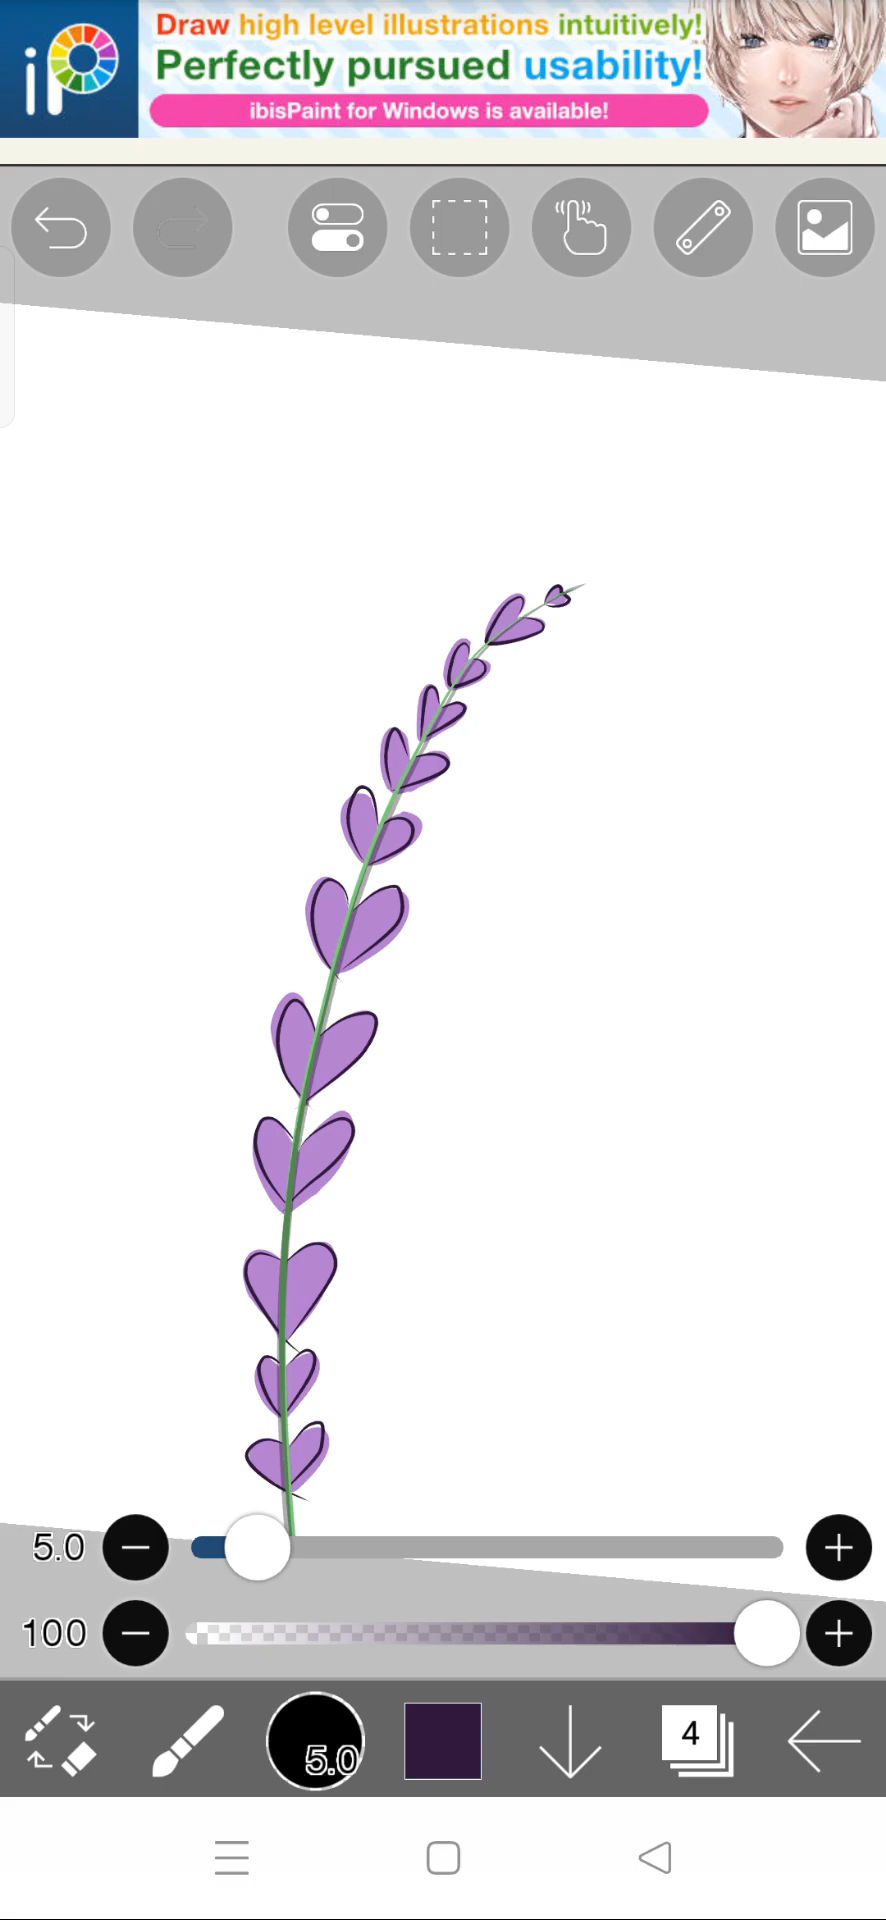 iP
Draw high level illustrations intuitively!
Perfectly pursued usability!
ibisPaint for Windows is available!
5.0
100
5.0
4